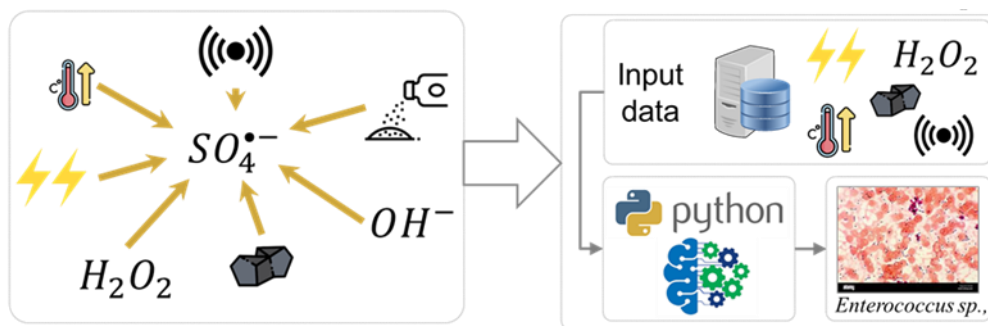 C°
SO₄•−
H₂O₂
OH⁻
Input
data
H₂O₂
C°
python
Enterococcus sp.,